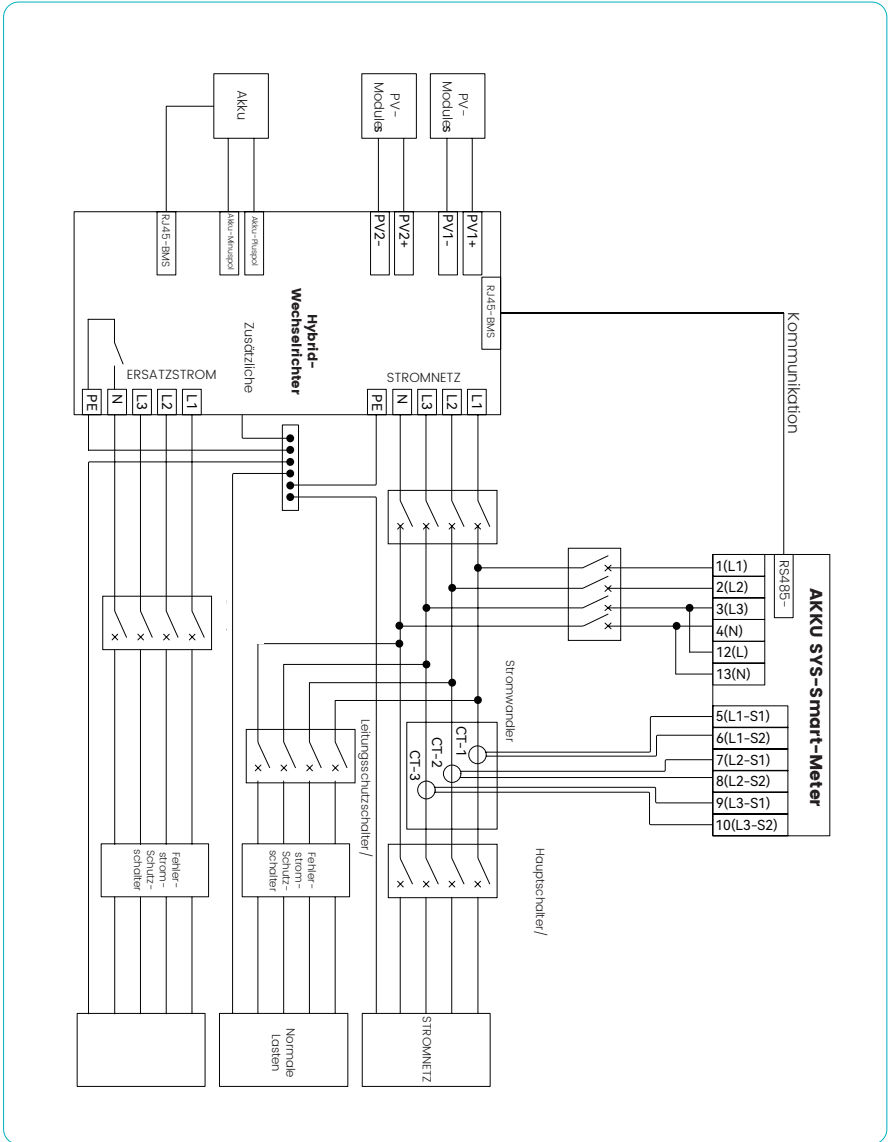 Akku
PV-
Modules
PV-
Modules
RJ45-BMS
Akku-Minuspol
Akku-Pluspol
PV2-
PV2+
PV1-
PV1+
RJ45-BMS
Kommunikation
Hybrid-
Wechselrichter
Zusätzliche
ERSATZSTROM
STROMNETZ
PE
N
L3
L2
L1
PE
N
L3
L2
L1
AKKU SYS-Smart-Meter
RS485-
1(L1)
2(L2)
3(L3)
4(N)
12(L)
13(N)
5(L1-S1)
6(L1-S2)
7(L2-S1)
8(L2-S2)
9(L3-S1)
10(L3-S2)
Stromwandler
CT-1
CT-2
CT-3
Leitungsschutzschalter/
Hauptschalter/
Fehler-
strom-
Schutz-
schalter
Fehler-
strom-
Schutz-
schalter
Normale
Lasten
STROMNETZ